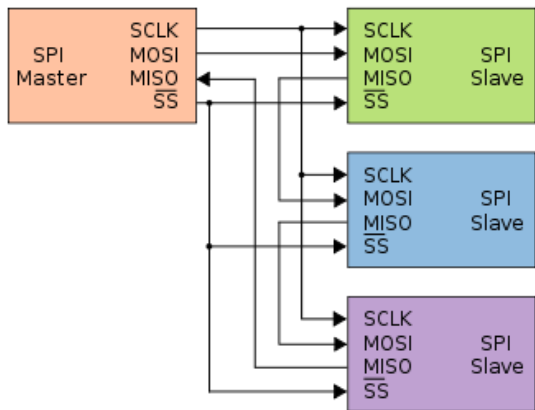 SCLK
SPI MOSI
Master MISO
SS
SCLK
MOSI SPI
MISO Slave
SS
SCLK
MOSI SPI
MISO Slave
SS
SCLK
MOSI SPI
MISO Slave
SS